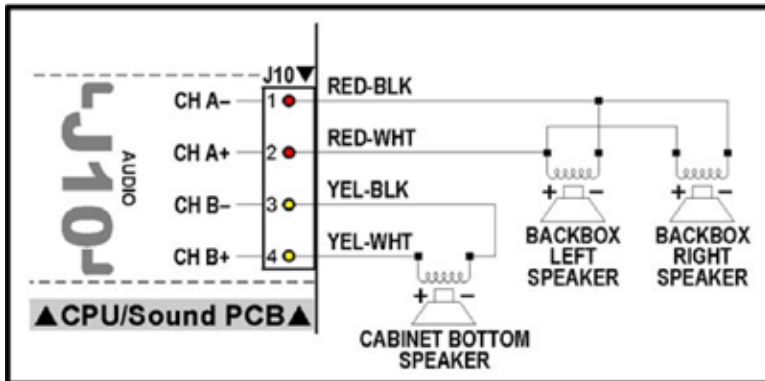 J10▼
CH A– 1 RED-BLK
CH A+ 2 RED-WHT
CH B– 3 YEL-BLK
CH B+ 4 YEL-WHT
J10
AUDIO
+ –
BACKBOX
LEFT
SPEAKER
+ –
BACKBOX
RIGHT
SPEAKER
+ –
CABINET BOTTOM
SPEAKER
▲CPU/Sound PCB▲